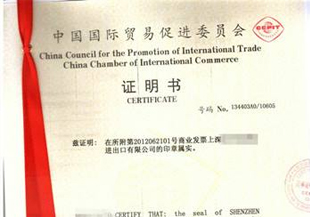 中国国际贸易促进委员会
CCPIT
China Council for the Promotion of International Trade
China Chamber of International Commerce
证明书
CERTIFICATE
号码 No. 134403A0/10605
兹证明：在所附第2012062101号商业发票上深
进出口有限公司的印章属实。
CERTIFY THAT: the seal of SHENZHEN